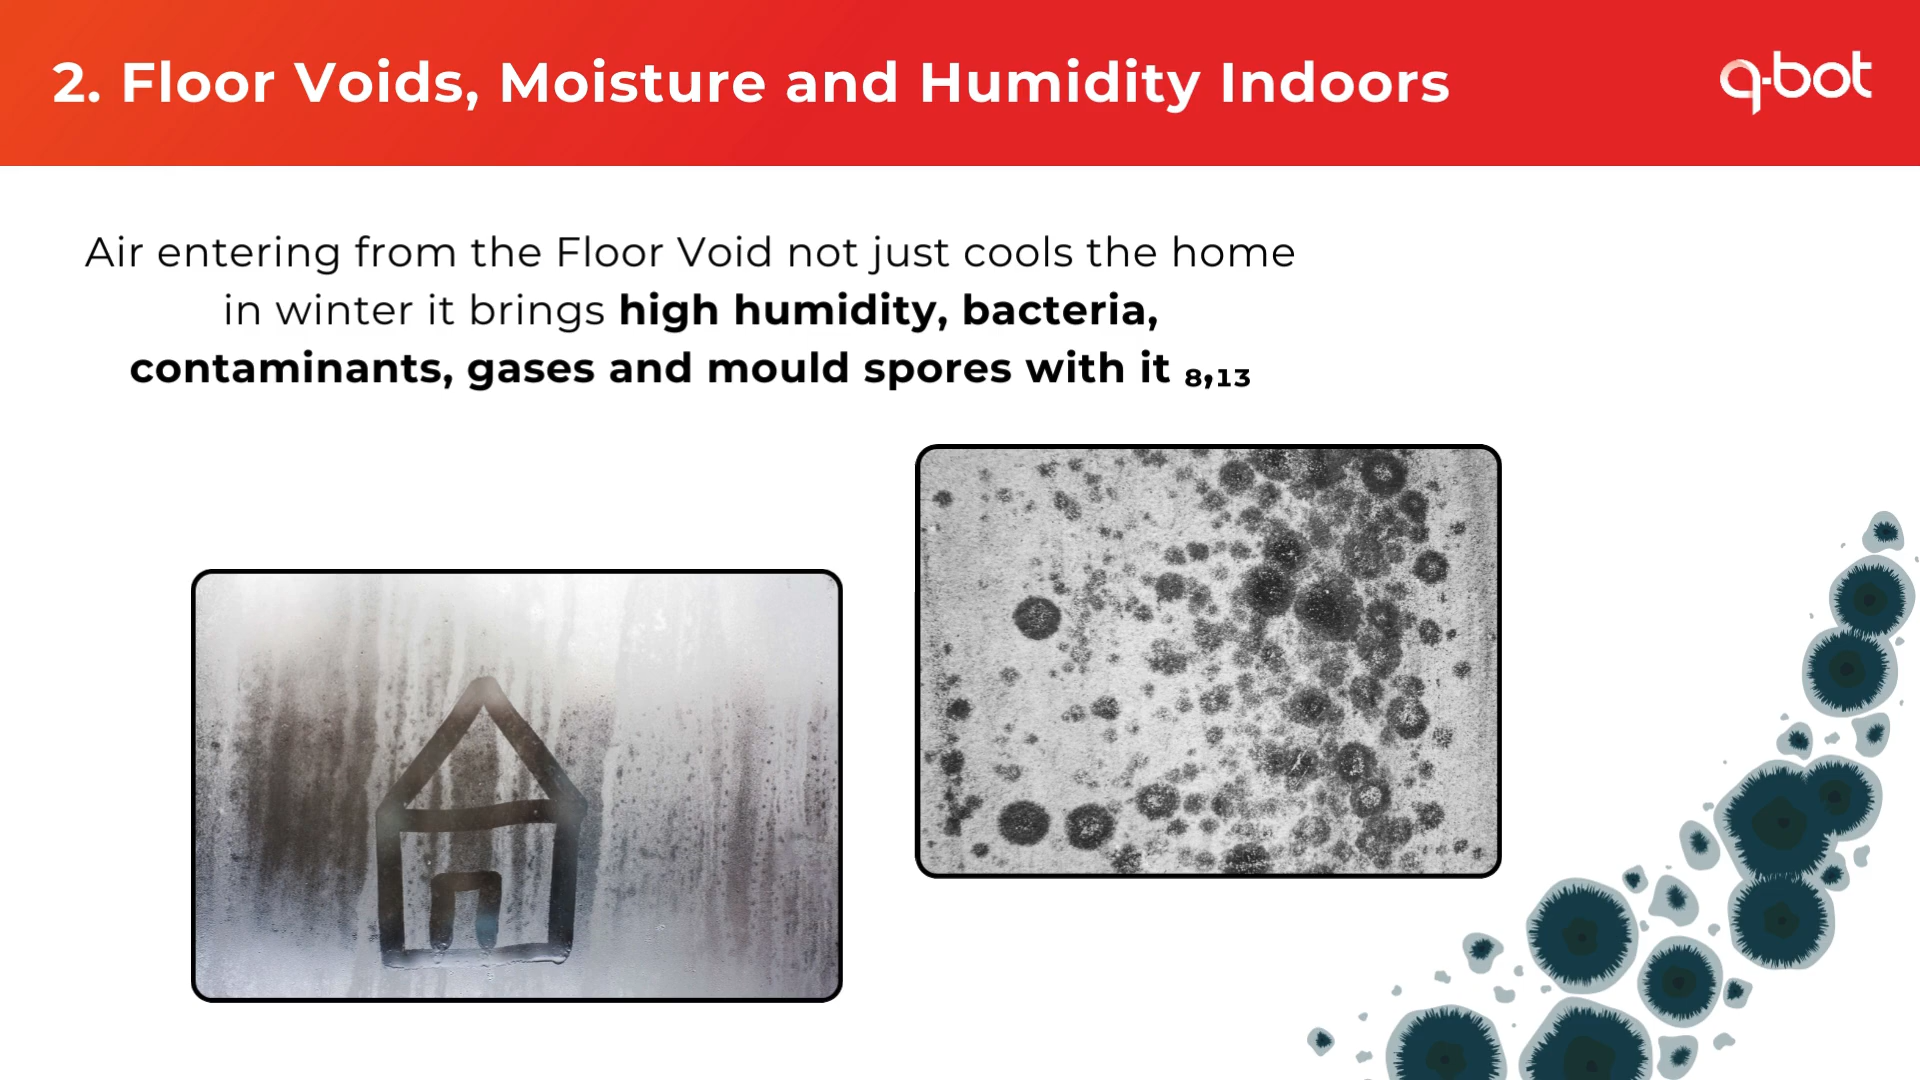 2. Floor Voids, Moisture and Humidity Indoors
q-bot
Air entering from the Floor Void not just cools the home
in winter it brings high humidity, bacteria,
contaminants, gases and mould spores with it ₈,₁₃